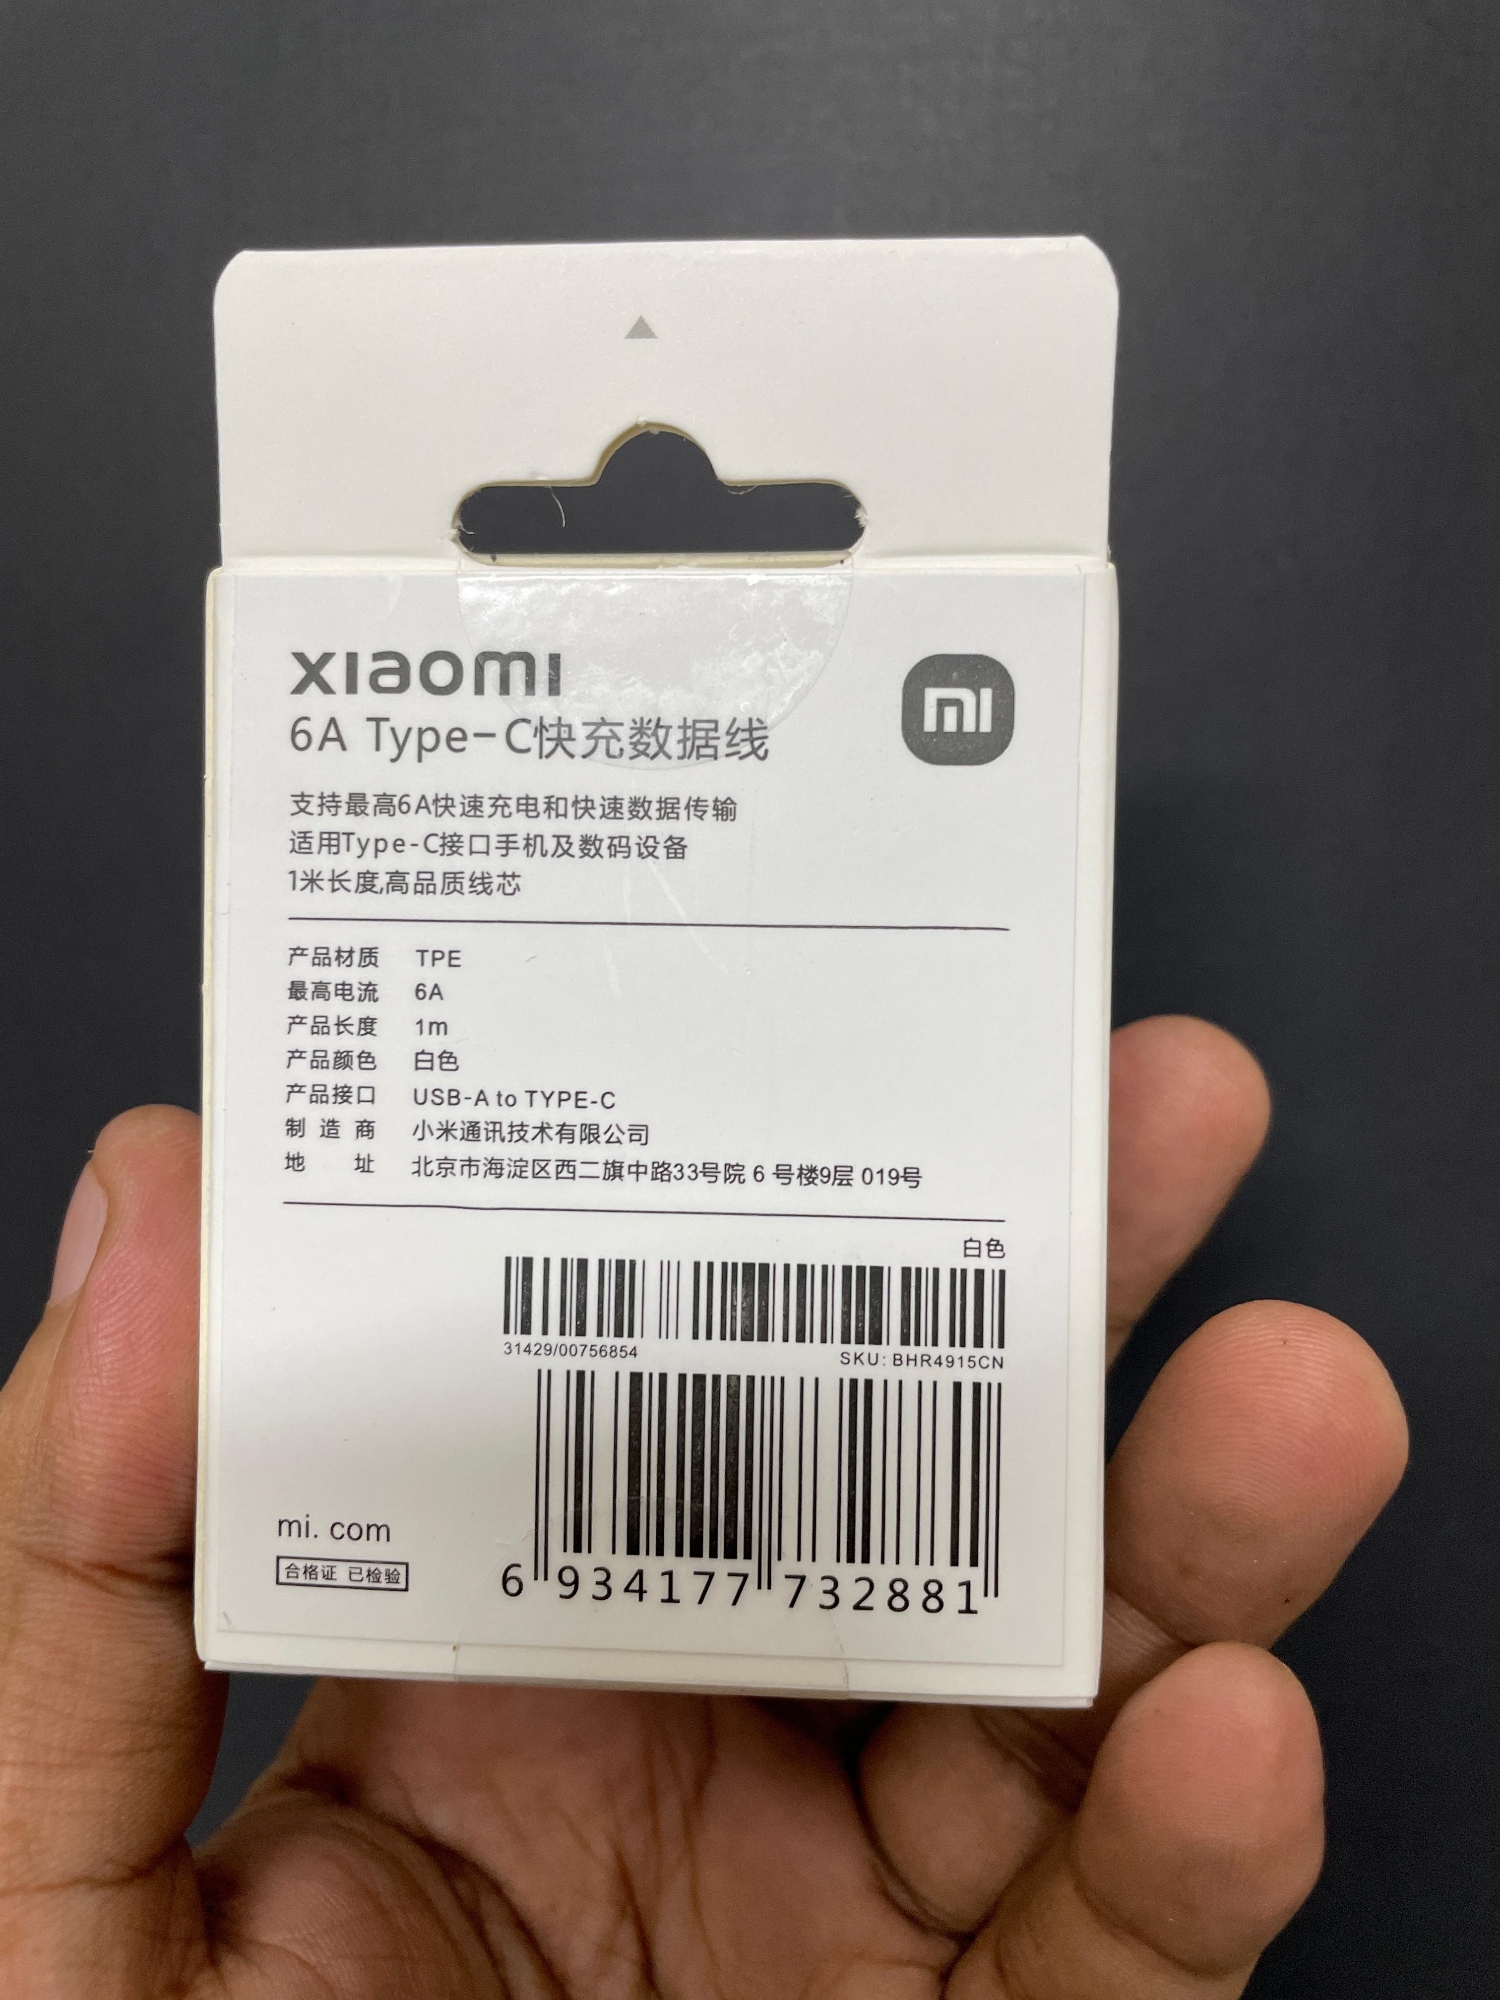 xiaomi
mi
6A Type-C快充数据线
支持最高6A快速充电和快速数据传输
适用Type-C接口手机及数码设备
1米长度,高品质线芯
产品材质 TPE
最高电流 6A
产品长度 1m
产品颜色 白色
产品接口 USB-A to TYPE-C
制造商 小米通讯技术有限公司
地址 北京市海淀区西二旗中路33号院 6 号楼9层 019号
白色
31429/00756854 SKU: BHR4915CN
mi. com
合格证 已检验
6 934177 732881